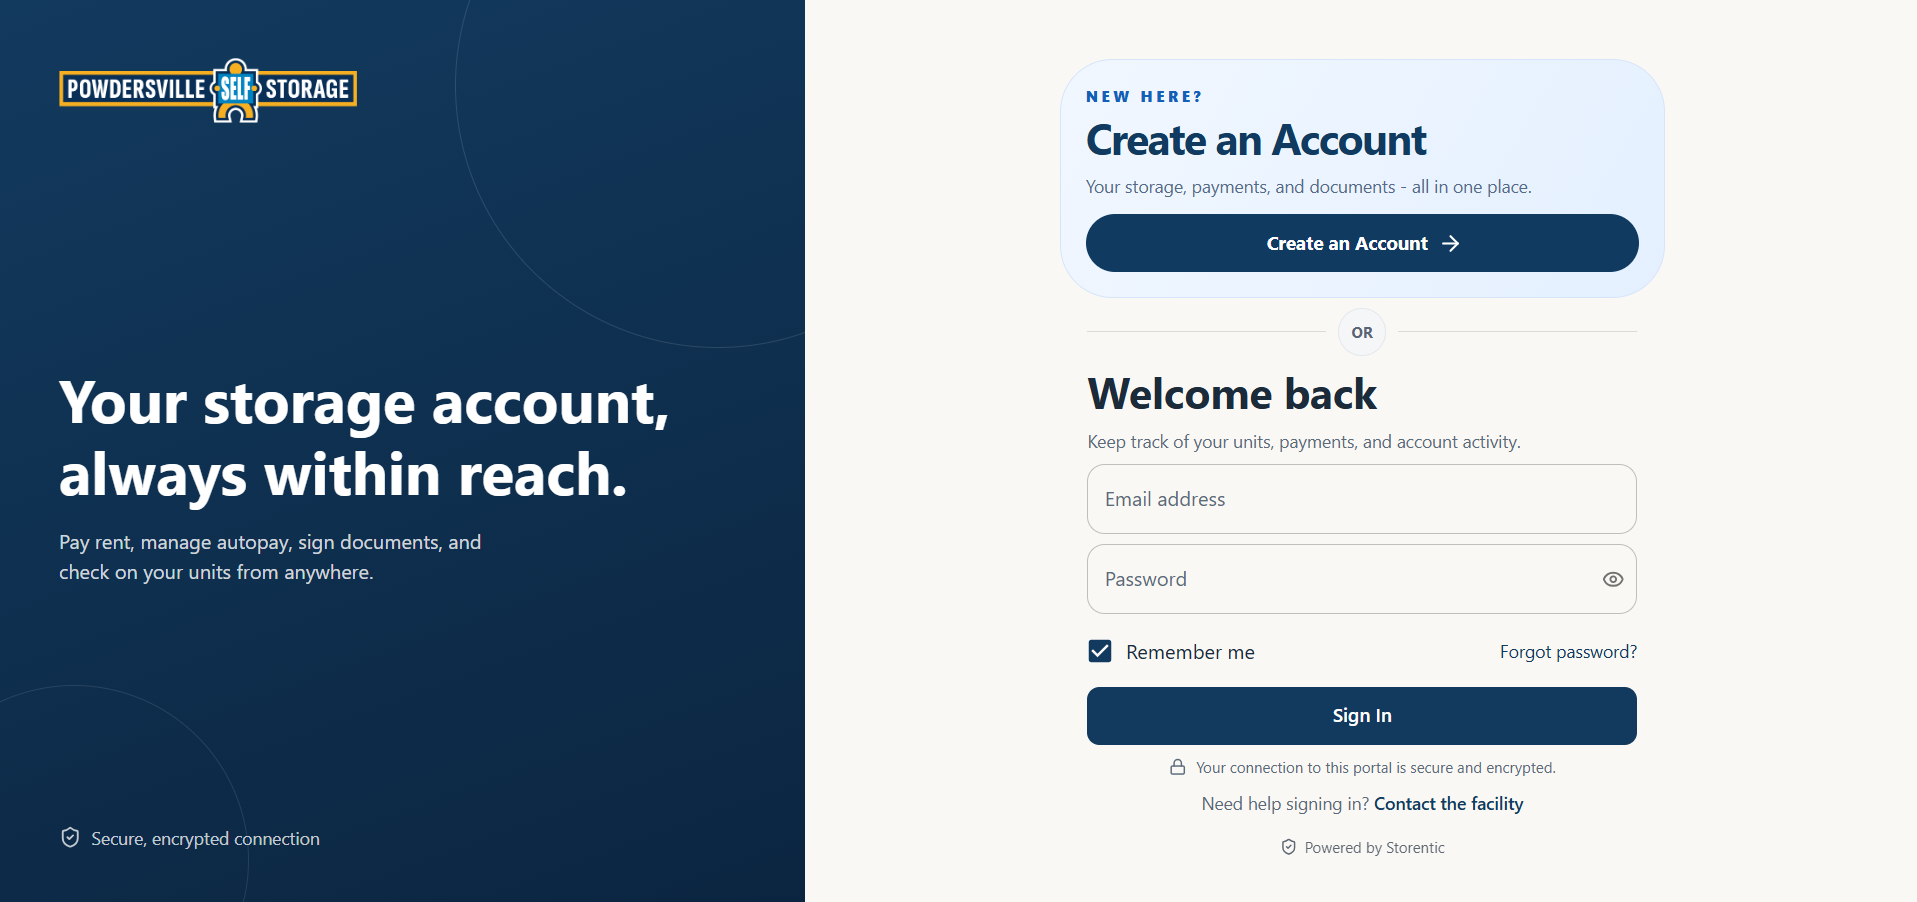 POWDERSVILLE SELF STORAGE
Your storage account,
always within reach.
Pay rent, manage autopay, sign documents, and
check on your units from anywhere.
Secure, encrypted connection
NEW HERE?
Create an Account
Your storage, payments, and documents - all in one place.
Create an Account
OR
Welcome back
Keep track of your units, payments, and account activity.
Email address
Password
Remember me
Forgot password?
Sign In
Your connection to this portal is secure and encrypted.
Need help signing in? Contact the facility
Powered by Storentic